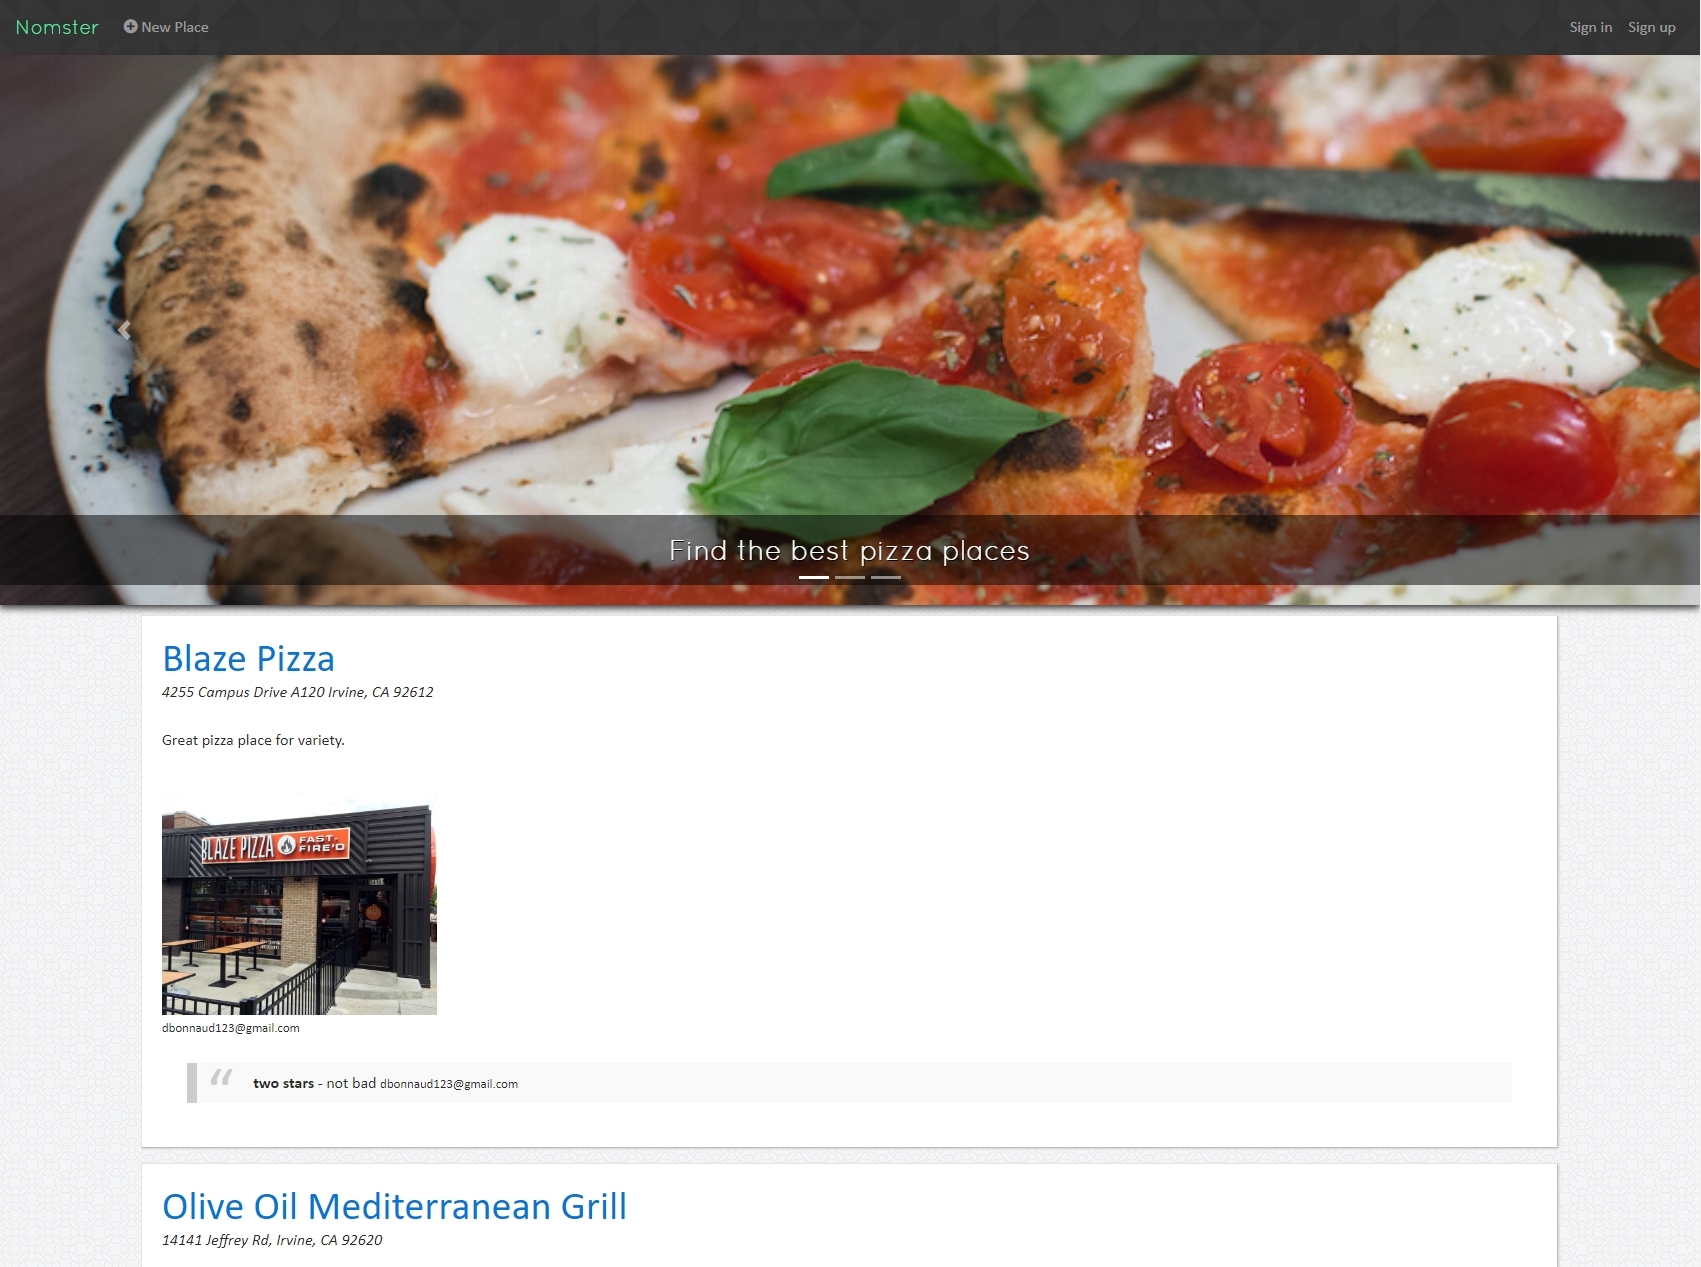 Nomster New Place Sign in Sign up
Find the best pizza places
Blaze Pizza
4255 Campus Drive A120 Irvine, CA 92612
Great pizza place for variety.
BLAZE PIZZA FAST-
FIRE'D
dbonnaud123@gmail.com
“ two stars - not bad dbonnaud123@gmail.com
Olive Oil Mediterranean Grill
14141 Jeffrey Rd, Irvine, CA 92620